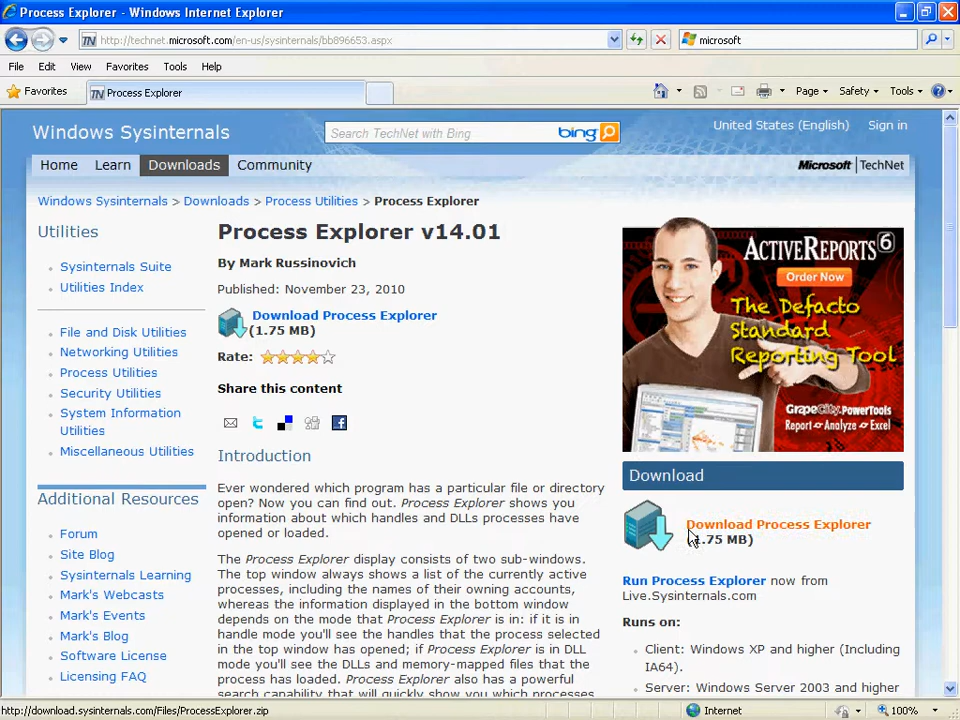 Process Explorer - Windows Internet Explorer
http://technet.microsoft.com/en-us/sysinternals/bb896653.aspx
microsoft
File Edit View Favorites Tools Help
Favorites
Process Explorer
Page Safety Tools
Windows Sysinternals
Search TechNet with Bing
bing
United States (English) Sign in
Home Learn Downloads Community
Microsoft TechNet
Windows Sysinternals > Downloads > Process Utilities > Process Explorer
Utilities
Sysinternals Suite
Utilities Index
File and Disk Utilities
Networking Utilities
Process Utilities
Security Utilities
System Information
Utilities
Miscellaneous Utilities
Additional Resources
Forum
Site Blog
Sysinternals Learning
Mark's Webcasts
Mark's Events
Mark's Blog
Software License
Licensing FAQ
Process Explorer v14.01
By Mark Russinovich
Published: November 23, 2010
Download Process Explorer
(1.75 MB)
Rate:
Share this content
Introduction
Ever wondered which program has a particular file or directory
open? Now you can find out. Process Explorer shows you
information about which handles and DLLs processes have
opened or loaded.
The Process Explorer display consists of two sub-windows.
The top window always shows a list of the currently active
processes, including the names of their owning accounts,
whereas the information displayed in the bottom window
depends on the mode that Process Explorer is in: if it is in
handle mode you'll see the handles that the process selected
in the top window has opened; if Process Explorer is in DLL
mode you'll see the DLLs and memory-mapped files that the
process has loaded. Process Explorer also has a powerful
search capability that will quickly show you which processes
ACTIVEREPORTS 6
Order Now
The Defacto
Standard
Reporting Tool
GrapeCity PowerTools
Report Analyze Excel
Download
Download Process Explorer
(1.75 MB)
Run Process Explorer now from
Live.Sysinternals.com
Runs on:
Client: Windows XP and higher (Including
IA64).
Server: Windows Server 2003 and higher
http://download.sysinternals.com/Files/ProcessExplorer.zip
Internet
100%